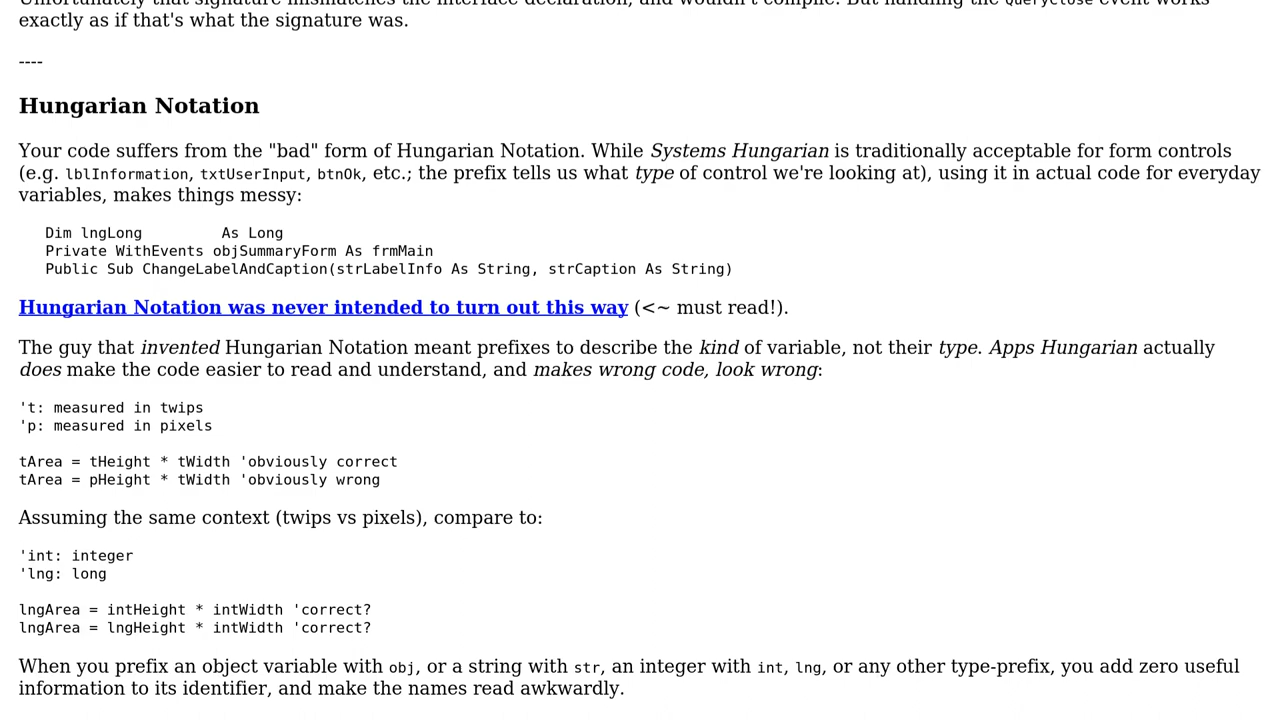 Unfortunately that signature mismatches the interface declaration, and wouldn't compile. But handling the QueryClose event works
exactly as if that's what the signature was.
----
Hungarian Notation
Your code suffers from the "bad" form of Hungarian Notation. While Systems Hungarian is traditionally acceptable for form controls
(e.g. lblInformation, txtUserInput, btnOk, etc.; the prefix tells us what type of control we're looking at), using it in actual code for everyday
variables, makes things messy:
Dim lngLong         As Long
Private WithEvents objSummaryForm As frmMain
Public Sub ChangeLabelAndCaption(strLabelInfo As String, strCaption As String)
Hungarian Notation was never intended to turn out this way (<~ must read!).
The guy that invented Hungarian Notation meant prefixes to describe the kind of variable, not their type. Apps Hungarian actually
does make the code easier to read and understand, and makes wrong code, look wrong:
't: measured in twips
'p: measured in pixels
tArea = tHeight * tWidth 'obviously correct
tArea = pHeight * tWidth 'obviously wrong
Assuming the same context (twips vs pixels), compare to:
'int: integer
'lng: long
lngArea = intHeight * intWidth 'correct?
lngArea = lngHeight * intWidth 'correct?
When you prefix an object variable with obj, or a string with str, an integer with int, lng, or any other type-prefix, you add zero useful
information to its identifier, and make the names read awkwardly.